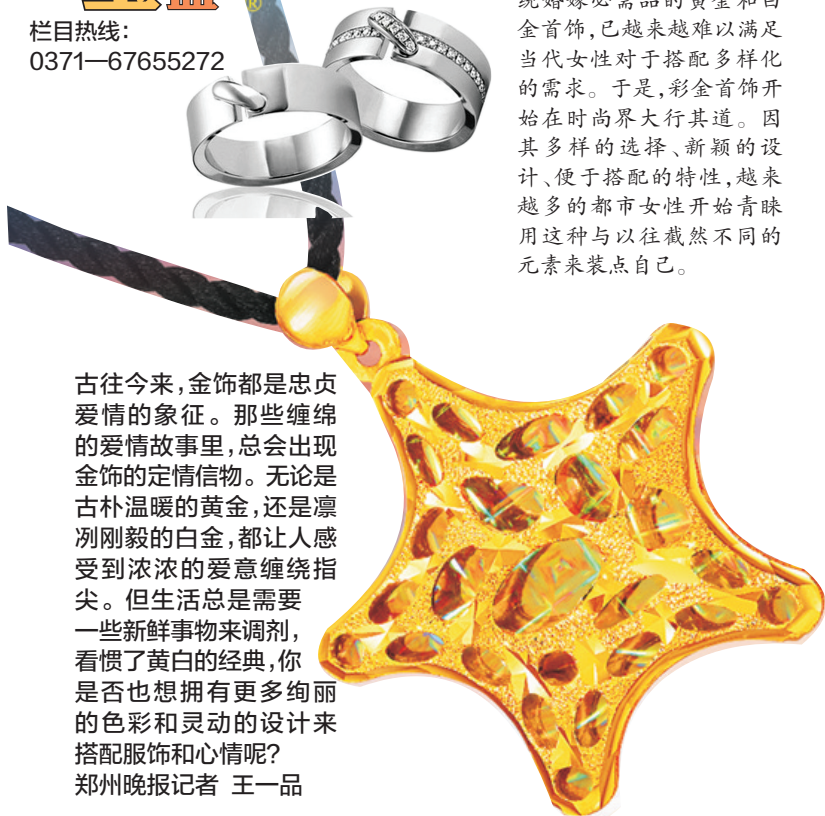 ®
栏目热线：
0371—67655272
金首饰，已越来越难以满足
当代女性对于搭配多样化
的需求。于是，彩金首饰开
始在时尚界大行其道。因
其多样的选择、新颖的设
计、便于搭配的特性，越来
越多的都市女性开始青睐
用这种与以往截然不同的
元素来装点自己。
古往今来，金饰都是忠贞
爱情的象征。那些缠绵
的爱情故事里，总会出现
金饰的定情信物。无论是
古朴温暖的黄金，还是凛
冽刚毅的白金，都让人感
受到浓浓的爱意缠绕指
尖。但生活总是需要
一些新鲜事物来调剂，
看惯了黄白的经典，你
是否也想拥有更多绚丽
的色彩和灵动的设计来
搭配服饰和心情呢？
郑州晚报记者 王一品